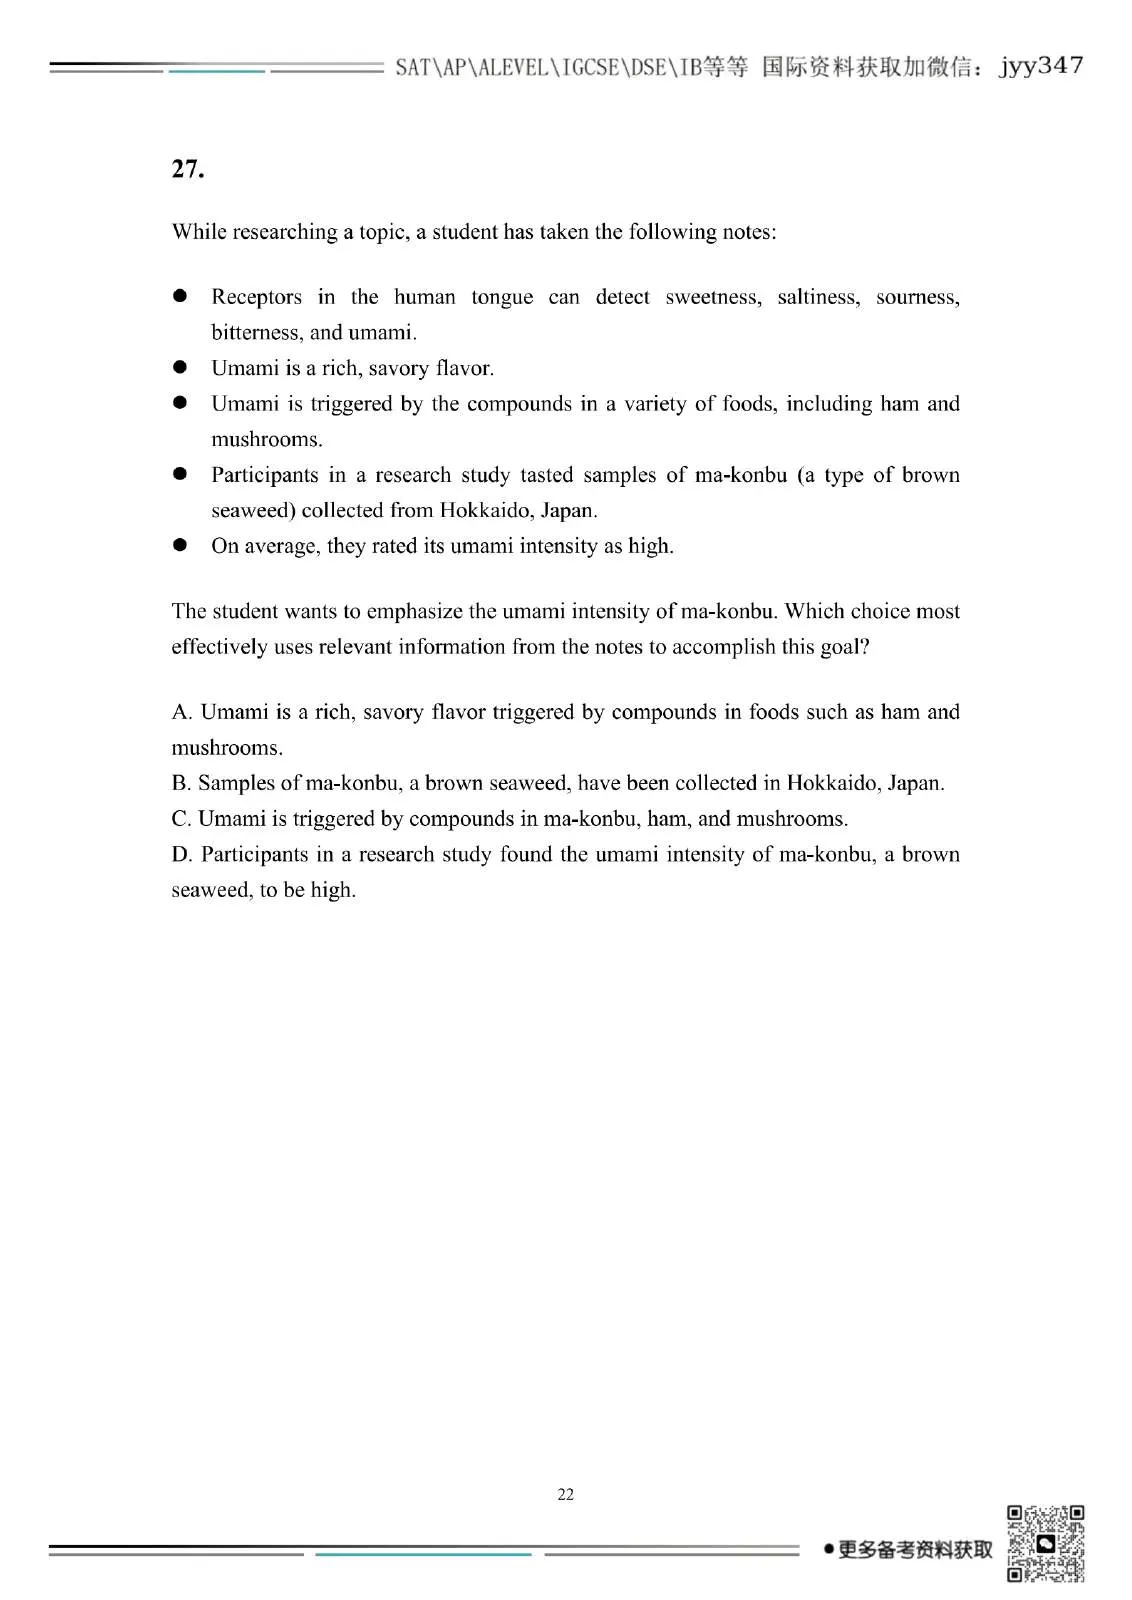 SAT\AP\ALEVEL\IGCSE\DSE\IB等等 国际资料获取加微信: jyy347
27.
While researching a topic, a student has taken the following notes:
● Receptors in the human tongue can detect sweetness, saltiness, sourness,
bitterness, and umami.
● Umami is a rich, savory flavor.
● Umami is triggered by the compounds in a variety of foods, including ham and
mushrooms.
● Participants in a research study tasted samples of ma-konbu (a type of brown
seaweed) collected from Hokkaido, Japan.
● On average, they rated its umami intensity as high.
The student wants to emphasize the umami intensity of ma-konbu. Which choice most
effectively uses relevant information from the notes to accomplish this goal?
A. Umami is a rich, savory flavor triggered by compounds in foods such as ham and
mushrooms.
B. Samples of ma-konbu, a brown seaweed, have been collected in Hokkaido, Japan.
C. Umami is triggered by compounds in ma-konbu, ham, and mushrooms.
D. Participants in a research study found the umami intensity of ma-konbu, a brown
seaweed, to be high.
22
●更多备考资料获取